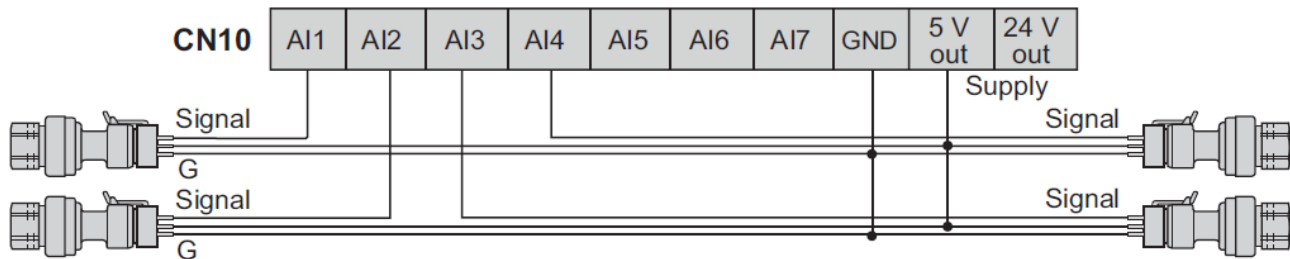 CN10 AI1 AI2 AI3 AI4 AI5 AI6 AI7 GND 5 V out 24 V out
Supply
Signal Signal
G
Signal Signal
G